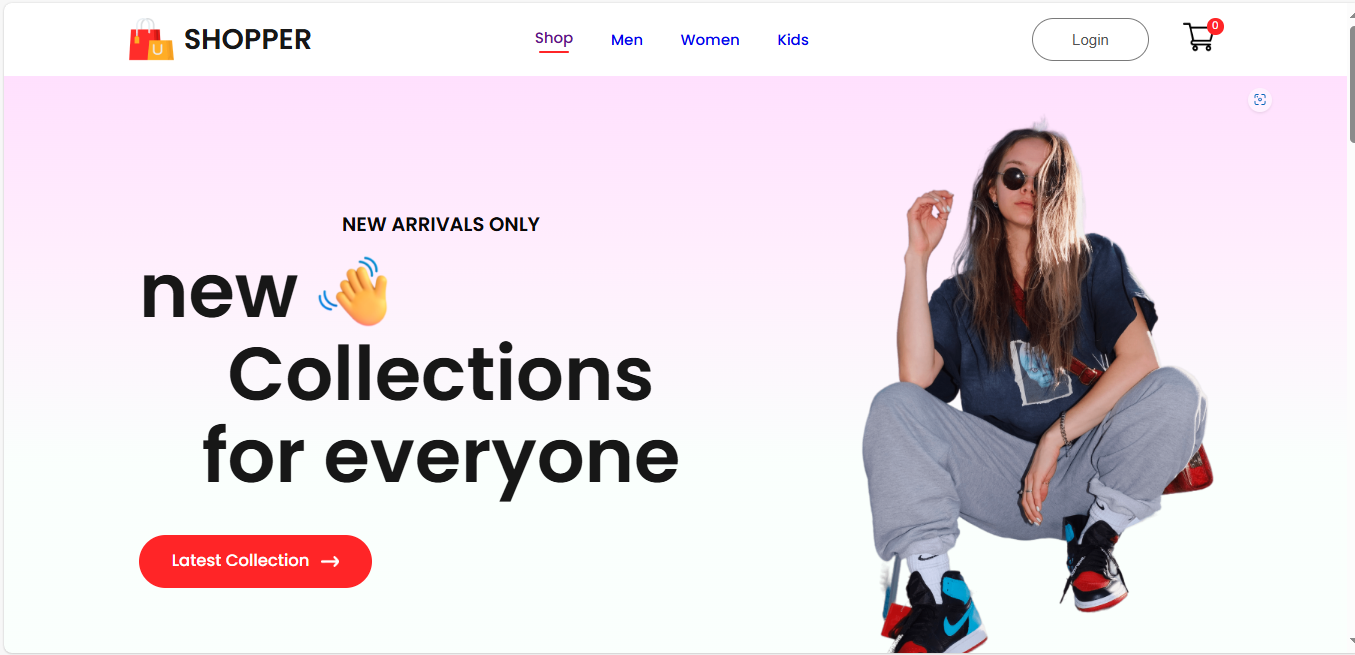 SHOPPER
Shop Men Women Kids
Login
0
NEW ARRIVALS ONLY
new
Collections
for everyone
Latest Collection →